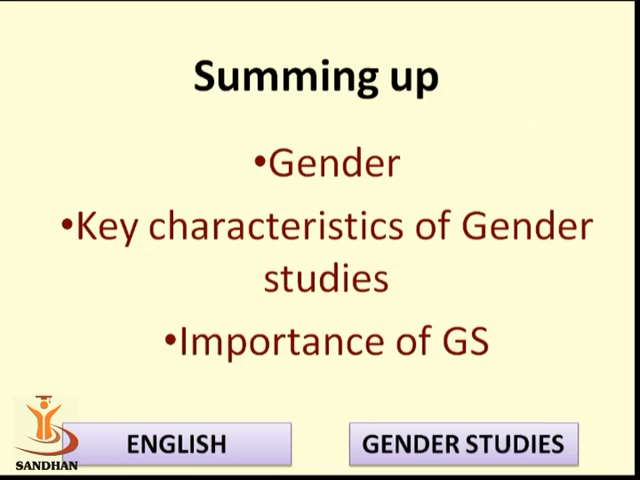 Summing up
•Gender
•Key characteristics of Gender
studies
•Importance of GS
SANDHAN
ENGLISH
GENDER STUDIES